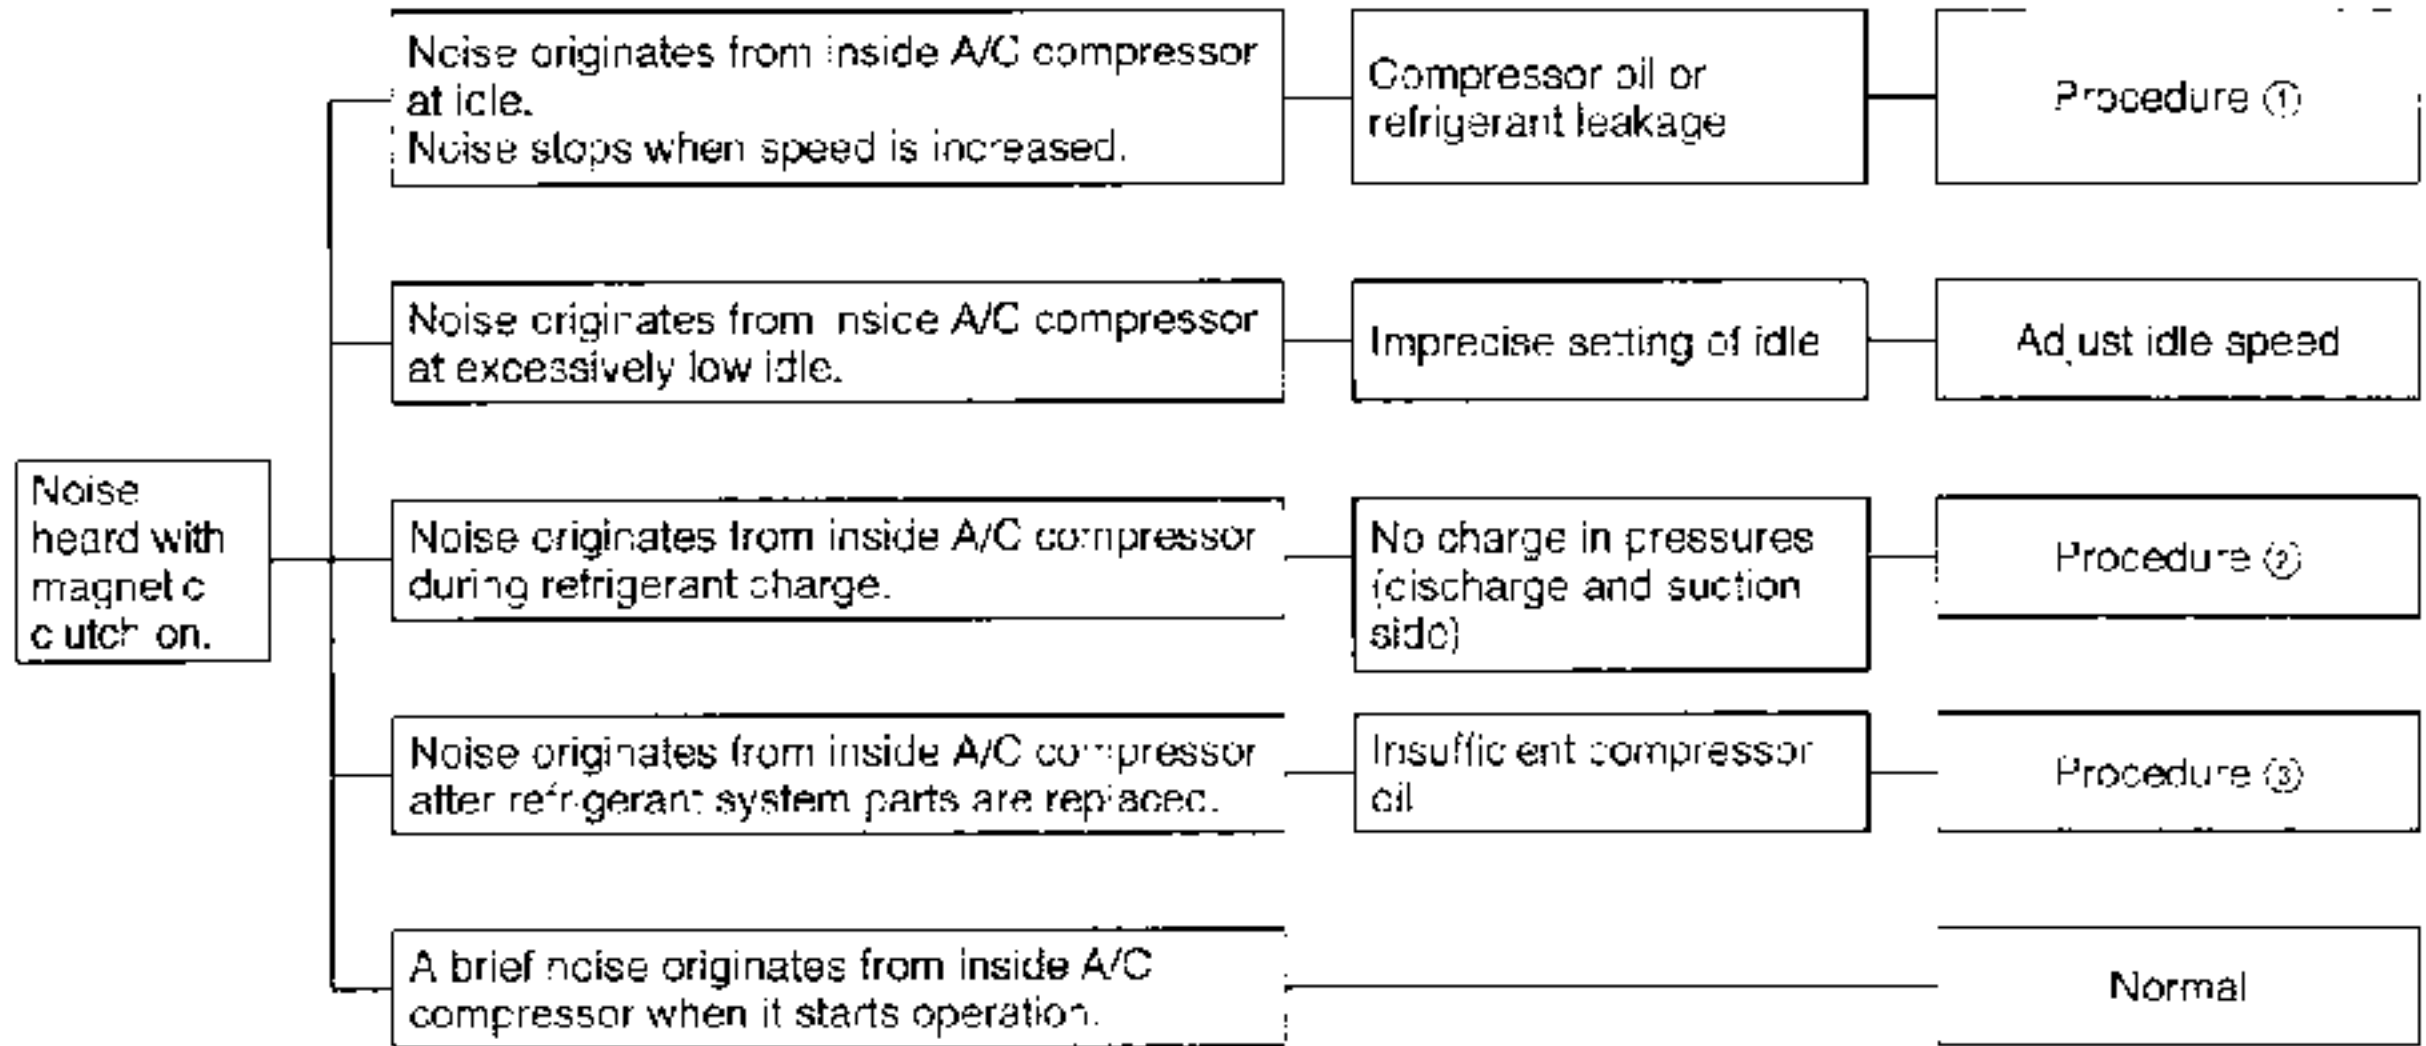 Noise originates from inside A/C compressor
at idle.
Noise stops when speed is increased.
Compressor oil or
refrigerant leakage
Procedure ①
Noise originates from inside A/C compressor
at excessively low idle.
Imprecise setting of idle
Adjust idle speed
Noise
heard with
magnetic
clutch on.
Noise originates from inside A/C compressor
during refrigerant charge.
No charge in pressures
(discharge and suction
side)
Procedure ②
Noise originates from inside A/C compressor
after refrigerant system parts are replaced.
Insufficient compressor
oil
Procedure ③
A brief noise originates from inside A/C
compressor when it starts operation.
Normal